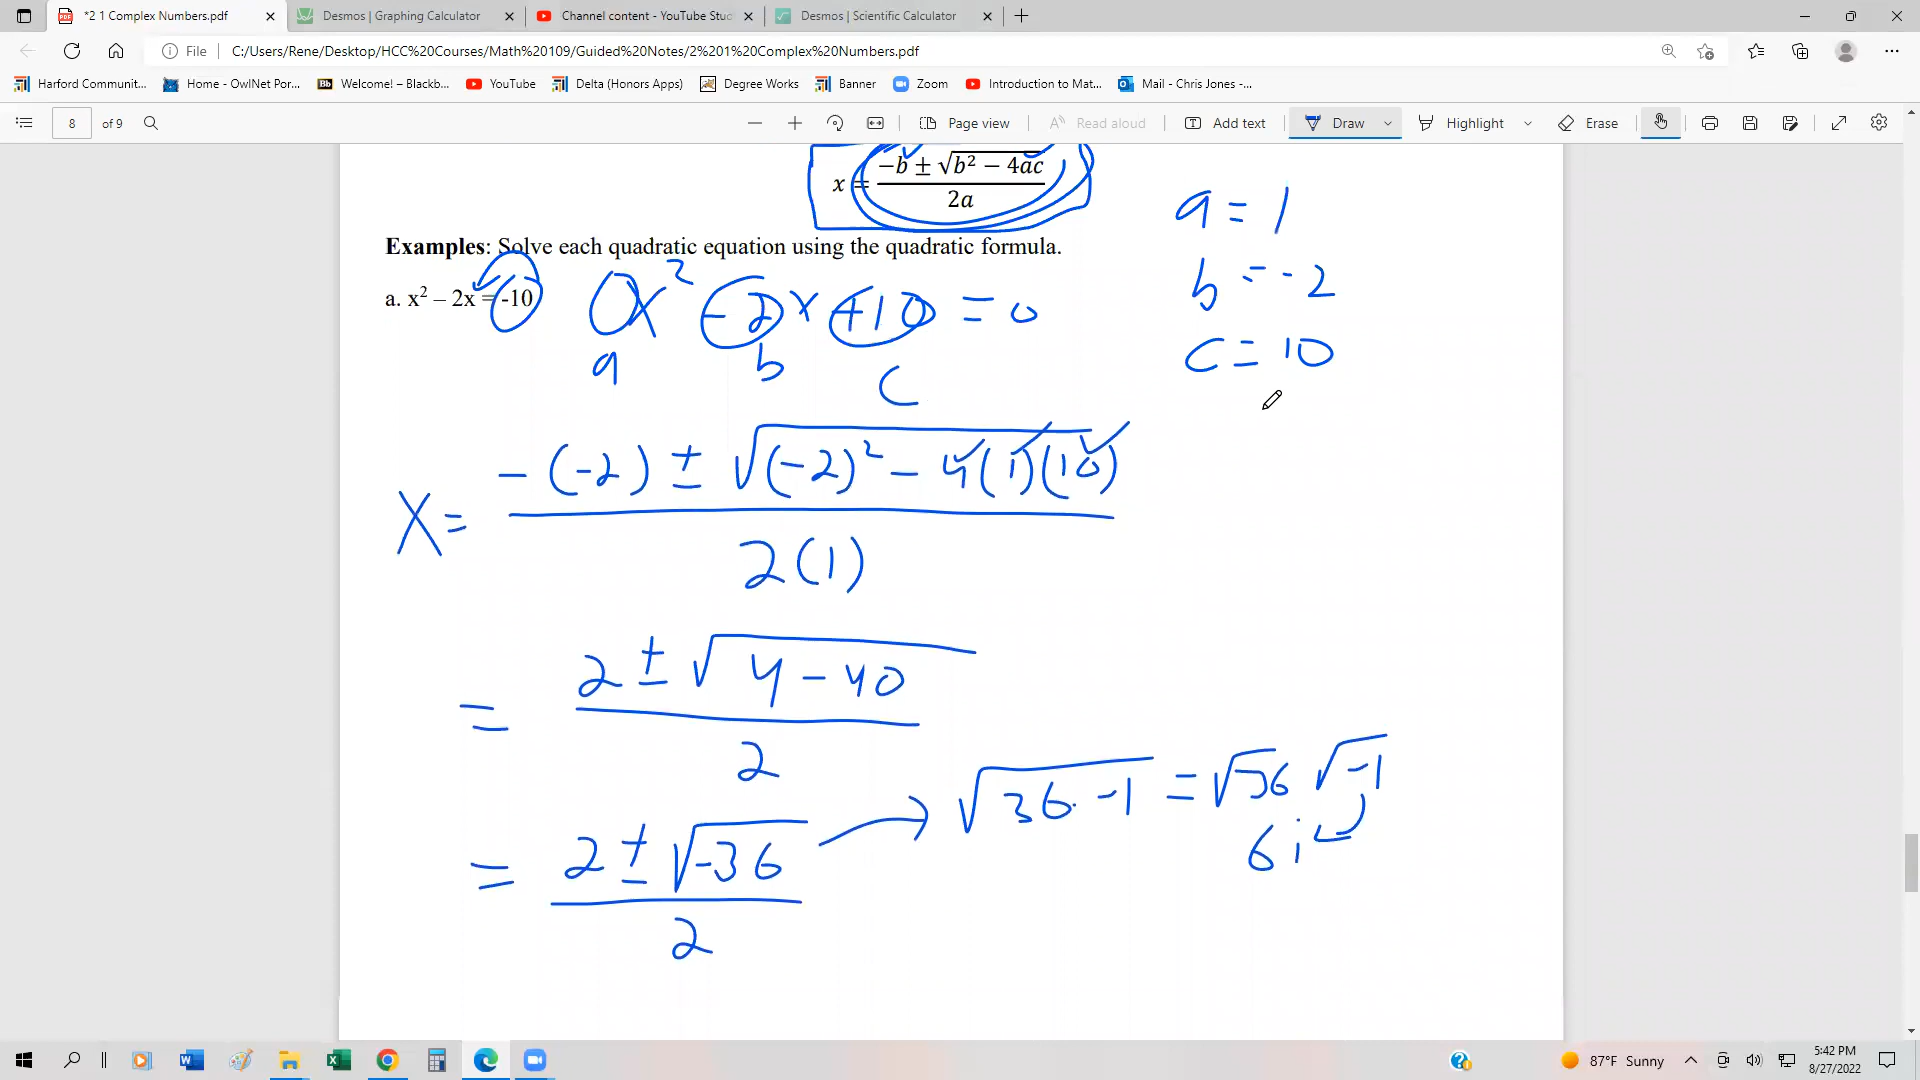 *2 1 Complex Numbers.pdf
Desmos | Graphing Calculator
Channel content - YouTube Stu
Desmos | Scientific Calculator
File
C:/Users/Rene/Desktop/HCC%20Courses/Math%20109/Guided%20Notes/2%201%20Complex%20Numbers.pdf
Harford Communit...
Home - OwlNet Por...
Bb Welcome! – Blackb...
YouTube
Delta (Honors Apps)
Degree Works
Banner
Zoom
Introduction to Mat...
Mail - Chris Jones -...
8 of 9
Page view
Read aloud
Add text
Draw
Highlight
Erase
x = (−b ± √(b² − 4ac)) / 2a
a = 1
Examples: Solve each quadratic equation using the quadratic formula.
b = -2
a. x² – 2x = -10
x² - 2x + 10 = 0
a b c
c = 10
x = (-(-2) ± √((-2)² - 4(1)(10))) / 2(1)
= (2 ± √(4 - 40)) / 2
= (2 ± √-36) / 2
√(36 · -1) = √36 √-1
6i
87°F Sunny
5:42 PM
8/27/2022